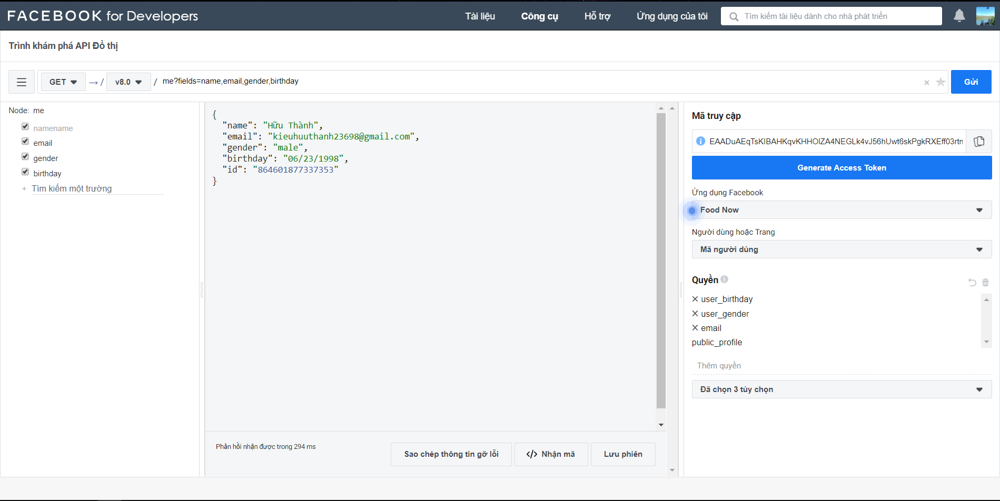 FACEBOOK for Developers
Tài liệu
Công cụ
Hỗ trợ
Ứng dụng của tôi
Tìm kiếm tài liệu dành cho nhà phát triển
Trình khám phá API Đồ thị
GET
→ /
v8.0
/
me?fields=name,email,gender,birthday
Gửi
Node: me
namename
email
gender
birthday
+ Tìm kiếm một trường
{
"name": "Hữu Thành",
"email": "kieuhuuthanh23698@gmail.com",
"gender": "male",
"birthday": "06/23/1998",
"id": "864601877337353"
}
Phản hồi nhận được trong 294 ms
Sao chép thông tin gỡ lỗi
</> Nhận mã
Lưu phiên
Mã truy cập
EAADuAEqTsKIBAHKqvKHHOIZA4NEGLk4vJ56hUwt6skPgkRXEff03rtn
Generate Access Token
Ứng dụng Facebook
Food Now
Người dùng hoặc Trang
Mã người dùng
Quyền
user_birthday
user_gender
email
public_profile
Thêm quyền
Đã chọn 3 tùy chọn